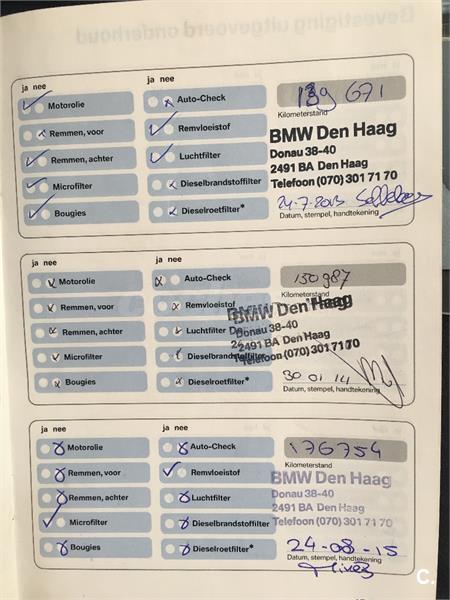 ja nee
ja nee
Motorolie
Auto-Check
139 671
Kilometerstand
Remmen, voor
Remvloeistof
BMW Den Haag
Donau 38-40
Remmen, achter
Luchtfilter
2491 BA Den Haag
Telefoon (070) 301 71 70
Microfilter
Dieselbrandstoffilter
24-7-2013
Bougies
Dieselroetfilter*
Datum, stempel, handtekening
ja nee
ja nee
Motorolie
Auto-Check
150987
Kilometerstand
Remmen, voor
Remvloeistof
BMW Den Haag
Donau 38-40
Remmen, achter
Luchtfilter
2491 BA Den Haag
Telefoon (070) 301 71 70
Microfilter
Dieselbrandstoffilter
30 01 14
Bougies
Dieselroetfilter*
Datum, stempel, handtekening
ja nee
ja nee
Motorolie
Auto-Check
176754
Kilometerstand
Remmen, voor
Remvloeistof
BMW Den Haag
Donau 38-40
Remmen, achter
Luchtfilter
2491 BA Den Haag
Telefoon (070) 301 71 70
Microfilter
Dieselbrandstoffilter
24-08-15
Bougies
Dieselroetfilter*
Datum, stempel, handtekening
C.